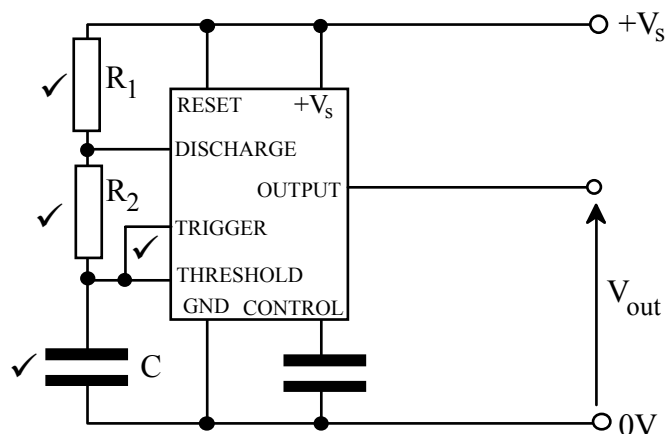 +Vs
R1
RESET
+Vs
DISCHARGE
R2
OUTPUT
TRIGGER
THRESHOLD
GND
CONTROL
Vout
C
0V